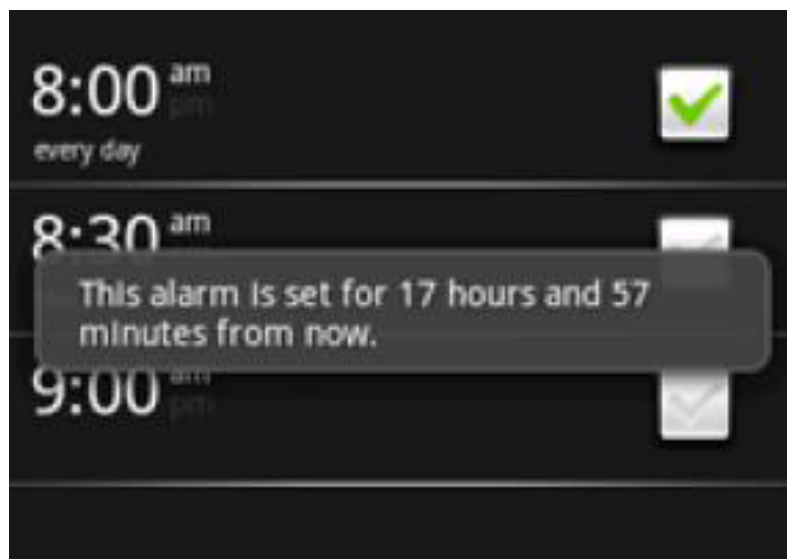 8:00 am
pm
every day
8:30 am
This alarm is set for 17 hours and 57
minutes from now.
9:00 am
pm